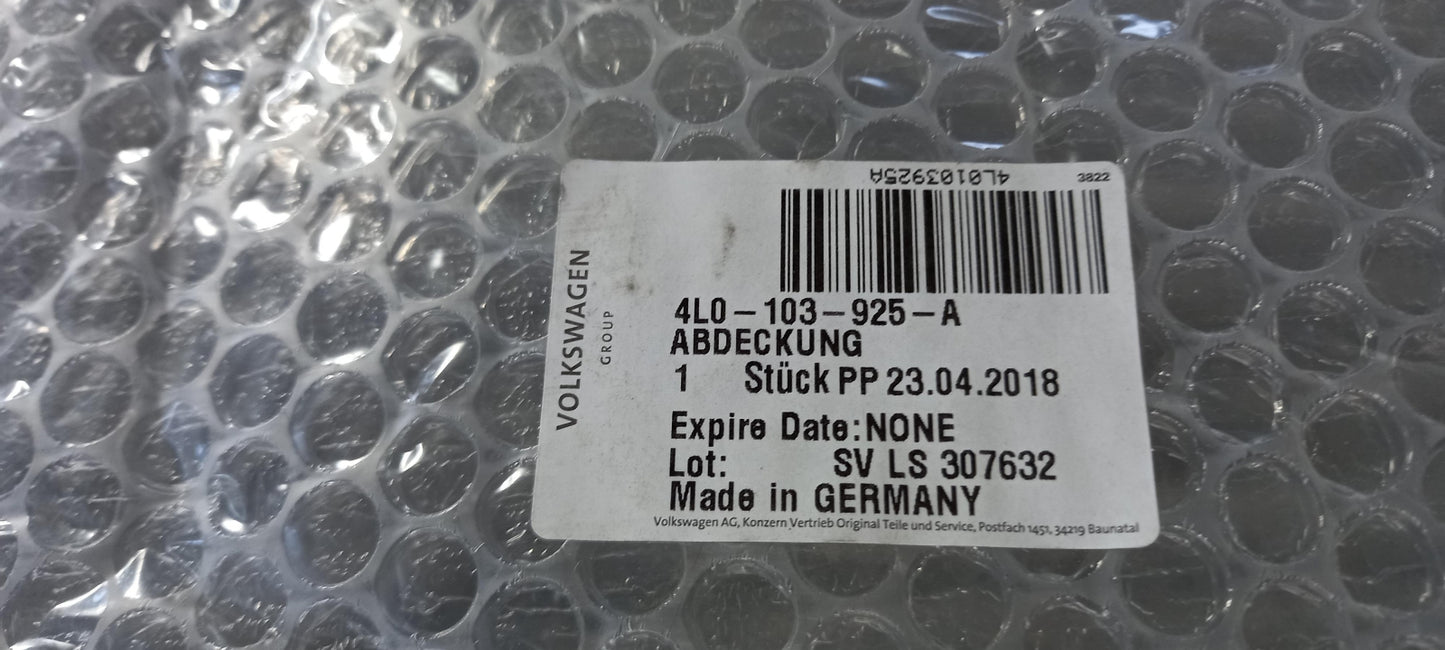 4L0103925A
3822
VOLKSWAGEN
GROUP
4L0-103-925-A
ABDECKUNG
1 Stück PP 23.04.2018
Expire Date:NONE
Lot: SV LS 307632
Made in GERMANY
Volkswagen AG, Konzern Vertrieb Original Teile und Service, Postfach 1451, 34219 Baunatal